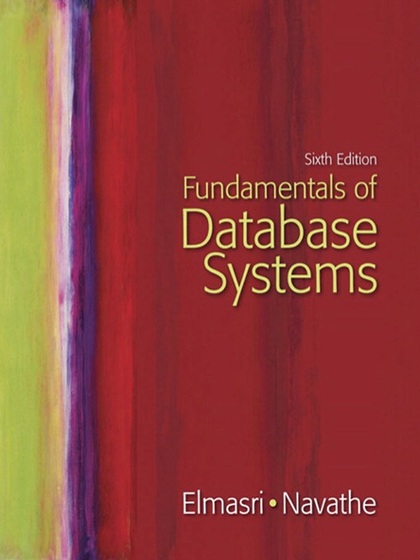 Sixth Edition
Fundamentals of
Database
Systems
Elmasri • Navathe